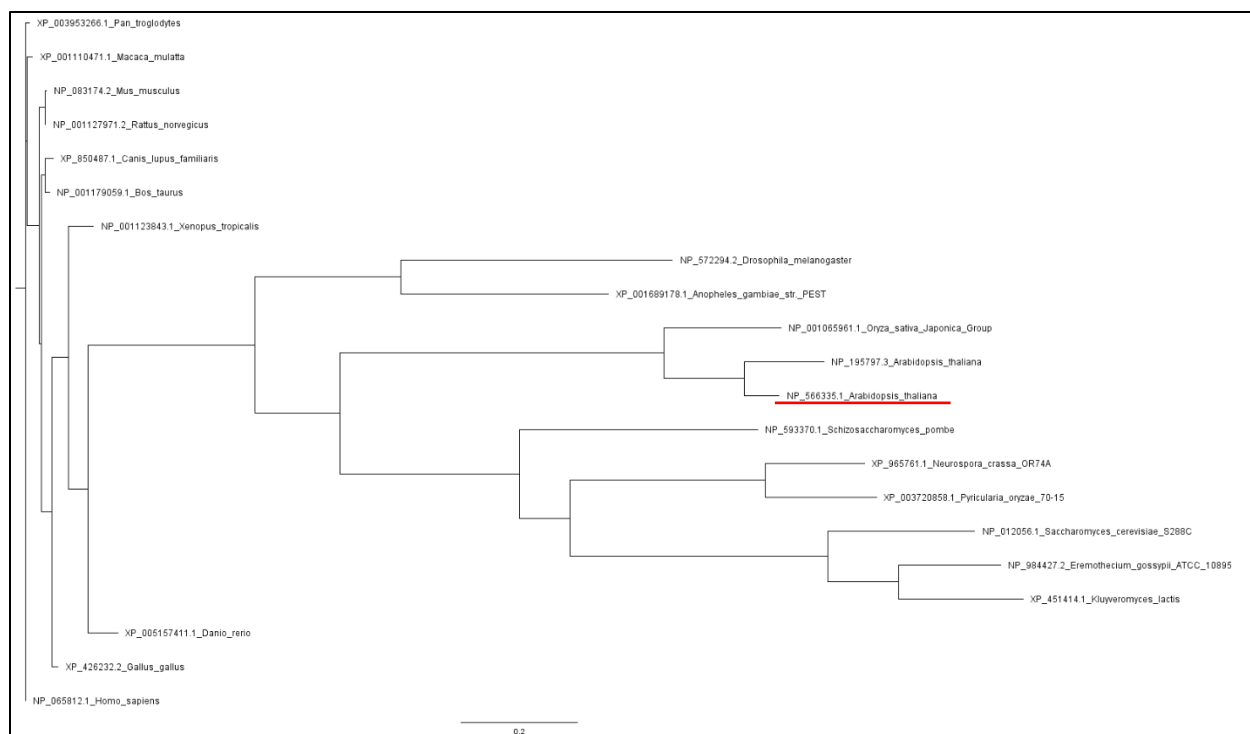 XP_003953266.1_Pan_troglodytes
XP_001110471.1_Macaca_mulatta
NP_083174.2_Mus_musculus
NP_001127971.2_Rattus_norvegicus
XP_850487.1_Canis_lupus_familiaris
NP_001179059.1_Bos_taurus
NP_001123843.1_Xenopus_tropicalis
NP_572294.2_Drosophila_melanogaster
XP_001689178.1_Anopheles_gambiae_str._PEST
NP_001065961.1_Oryza_sativa_Japonica_Group
NP_195797.3_Arabidopsis_thaliana
NP_566335.1_Arabidopsis_thaliana
NP_593370.1_Schizosaccharomyces_pombe
XP_965761.1_Neurospora_crassa_OR74A
XP_003720858.1_Pyricularia_oryzae_70-15
NP_012056.1_Saccharomyces_cerevisiae_S288C
NP_984427.2_Eremothecium_gossypii_ATCC_10895
XP_451414.1_Kluyveromyces_lactis
XP_005157411.1_Danio_rerio
XP_426232.2_Gallus_gallus
NP_065812.1_Homo_sapiens
0.2